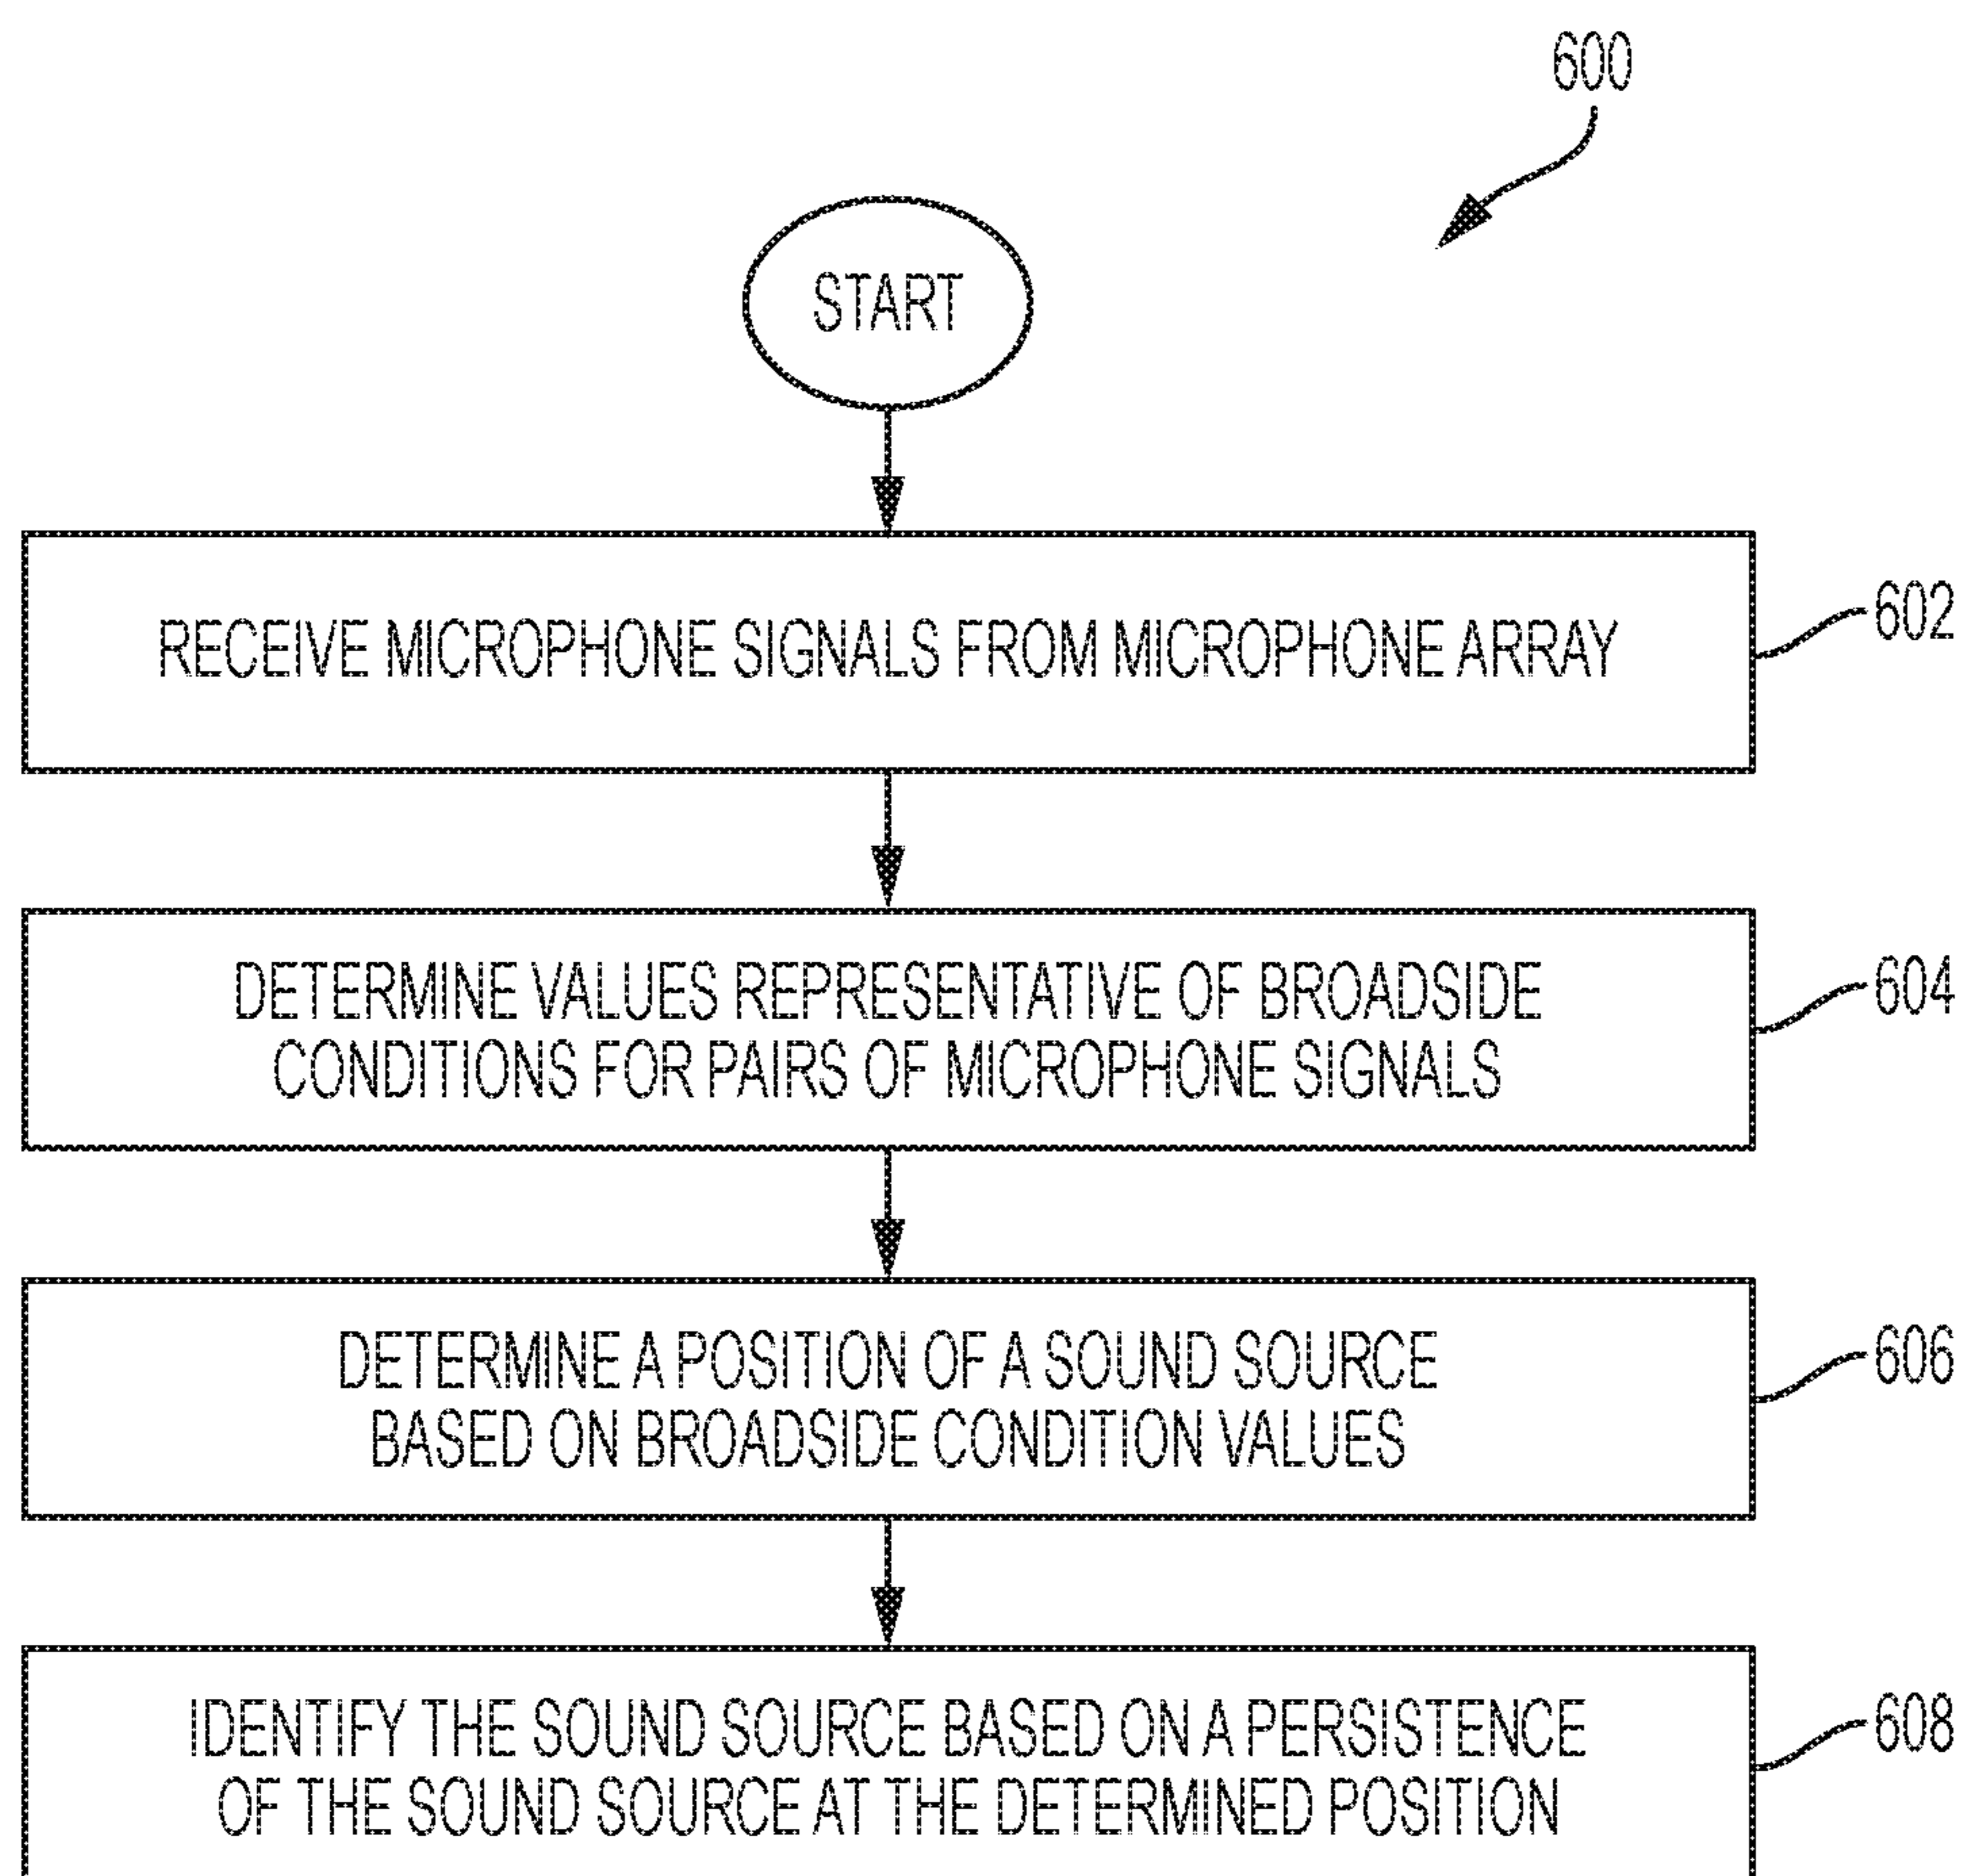 600
START
RECEIVE MICROPHONE SIGNALS FROM MICROPHONE ARRAY
602
DETERMINE VALUES REPRESENTATIVE OF BROADSIDE
CONDITIONS FOR PAIRS OF MICROPHONE SIGNALS
604
DETERMINE A POSITION OF A SOUND SOURCE
BASED ON BROADSIDE CONDITION VALUES
606
IDENTIFY THE SOUND SOURCE BASED ON A PERSISTENCE
OF THE SOUND SOURCE AT THE DETERMINED POSITION
608